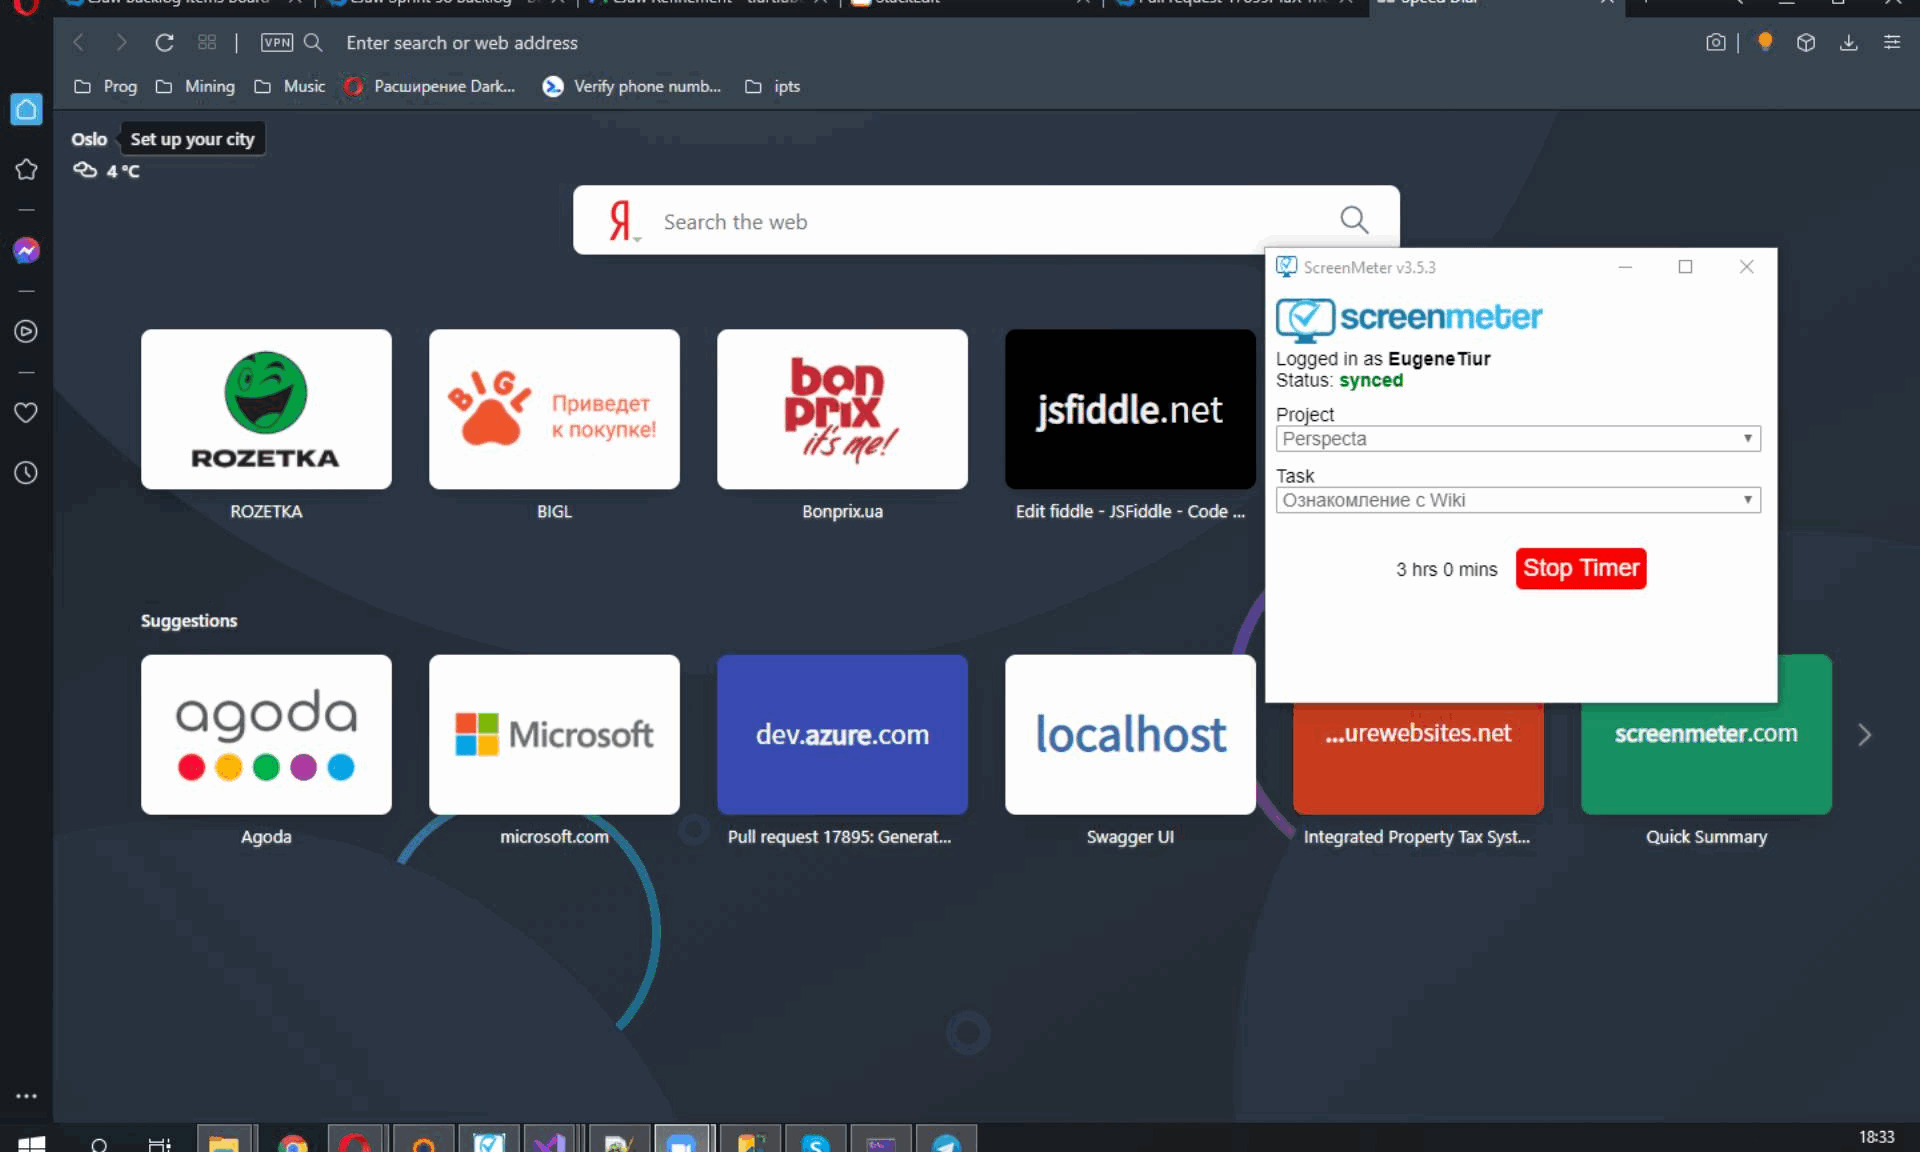 VPN
Enter search or web address
Prog
Mining
Music
Расширение Dark...
Verify phone numb...
ipts
Oslo
Set up your city
4 °C
Я
Search the web
ScreenMeter v3.5.3
screenmeter
Logged in as EugeneTiur
Status: synced
Project
Perspecta
Task
Ознакомление с Wiki
3 hrs 0 mins
Stop Timer
ROZETKA
BIGL
Приведет
к покупке!
bon
prix
it's me!
jsfiddle.net
ROZETKA
BIGL
Bonprix.ua
Edit fiddle - JSFiddle - Code ...
Suggestions
agoda
Microsoft
dev.azure.com
localhost
...urewebsites.net
screenmeter.com
Agoda
microsoft.com
Pull request 17895: Generat...
Swagger UI
Integrated Property Tax Syst...
Quick Summary
18:33